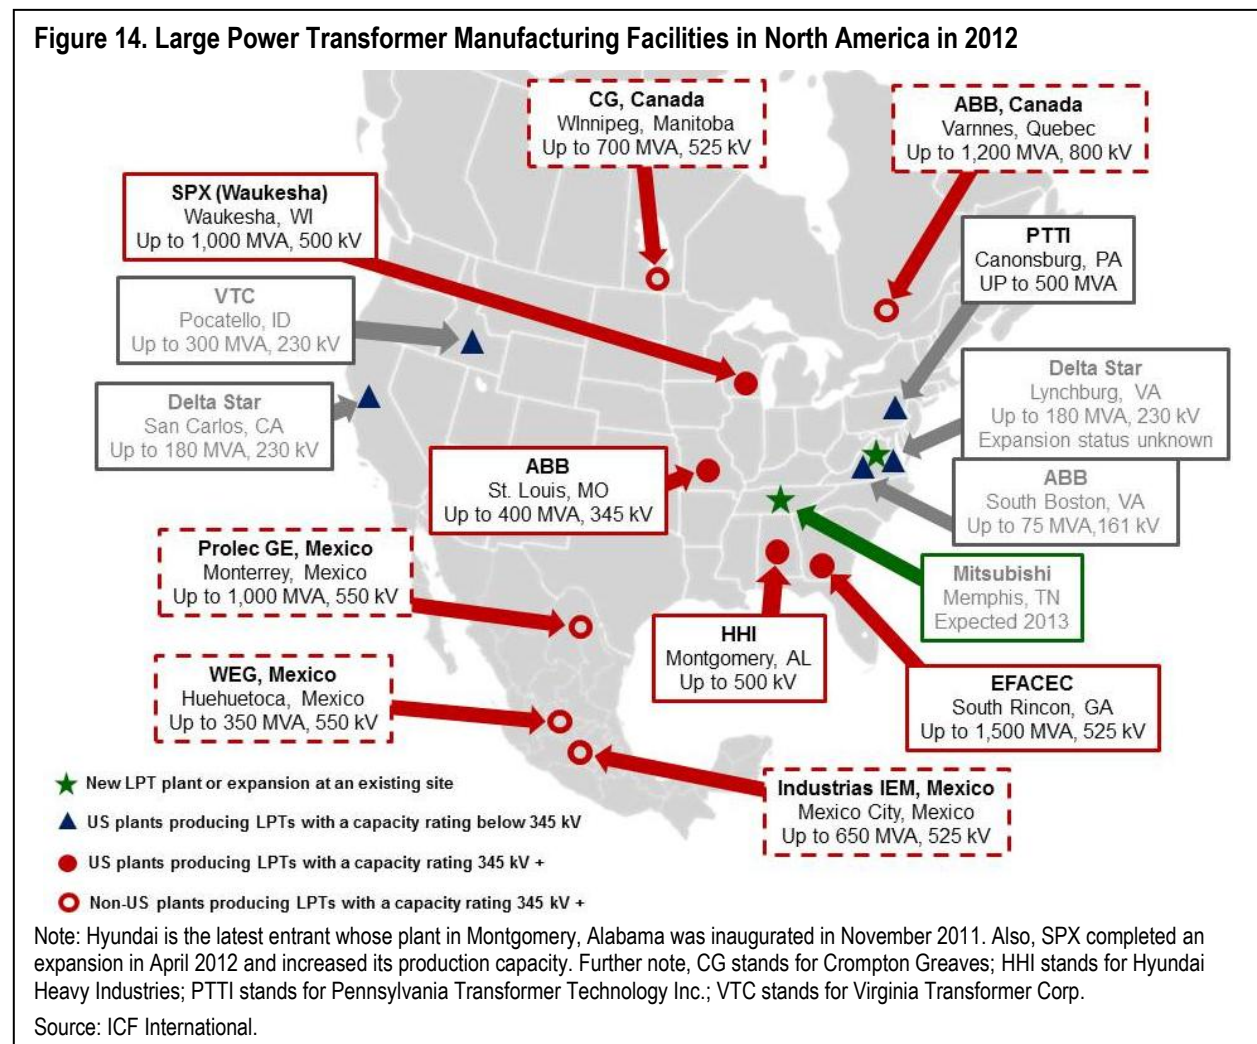 Figure 14. Large Power Transformer Manufacturing Facilities in North America in 2012
CG, Canada
WInnipeg, Manitoba
Up to 700 MVA, 525 kV
ABB, Canada
Varnnes, Quebec
Up to 1,200 MVA, 800 kV
SPX (Waukesha)
Waukesha, WI
Up to 1,000 MVA, 500 kV
PTTI
Canonsburg, PA
UP to 500 MVA
VTC
Pocatello, ID
Up to 300 MVA, 230 kV
Delta Star
San Carlos, CA
Up to 180 MVA, 230 kV
Delta Star
Lynchburg, VA
Up to 180 MVA, 230 kV
Expansion status unknown
ABB
St. Louis, MO
Up to 400 MVA, 345 kV
ABB
South Boston, VA
Up to 75 MVA,161 kV
Prolec GE, Mexico
Monterrey, Mexico
Up to 1,000 MVA, 550 kV
Mitsubishi
Memphis, TN
Expected 2013
HHI
Montgomery, AL
Up to 500 kV
WEG, Mexico
Huehuetoca, Mexico
Up to 350 MVA, 550 kV
EFACEC
South Rincon, GA
Up to 1,500 MVA, 525 kV
Industrias IEM, Mexico
Mexico City, Mexico
Up to 650 MVA, 525 kV
New LPT plant or expansion at an existing site
US plants producing LPTs with a capacity rating below 345 kV
US plants producing LPTs with a capacity rating 345 kV +
Non-US plants producing LPTs with a capacity rating 345 kV +
Note: Hyundai is the latest entrant whose plant in Montgomery, Alabama was inaugurated in November 2011. Also, SPX completed an
expansion in April 2012 and increased its production capacity. Further note, CG stands for Crompton Greaves; HHI stands for Hyundai
Heavy Industries; PTTI stands for Pennsylvania Transformer Technology Inc.; VTC stands for Virginia Transformer Corp.
Source: ICF International.